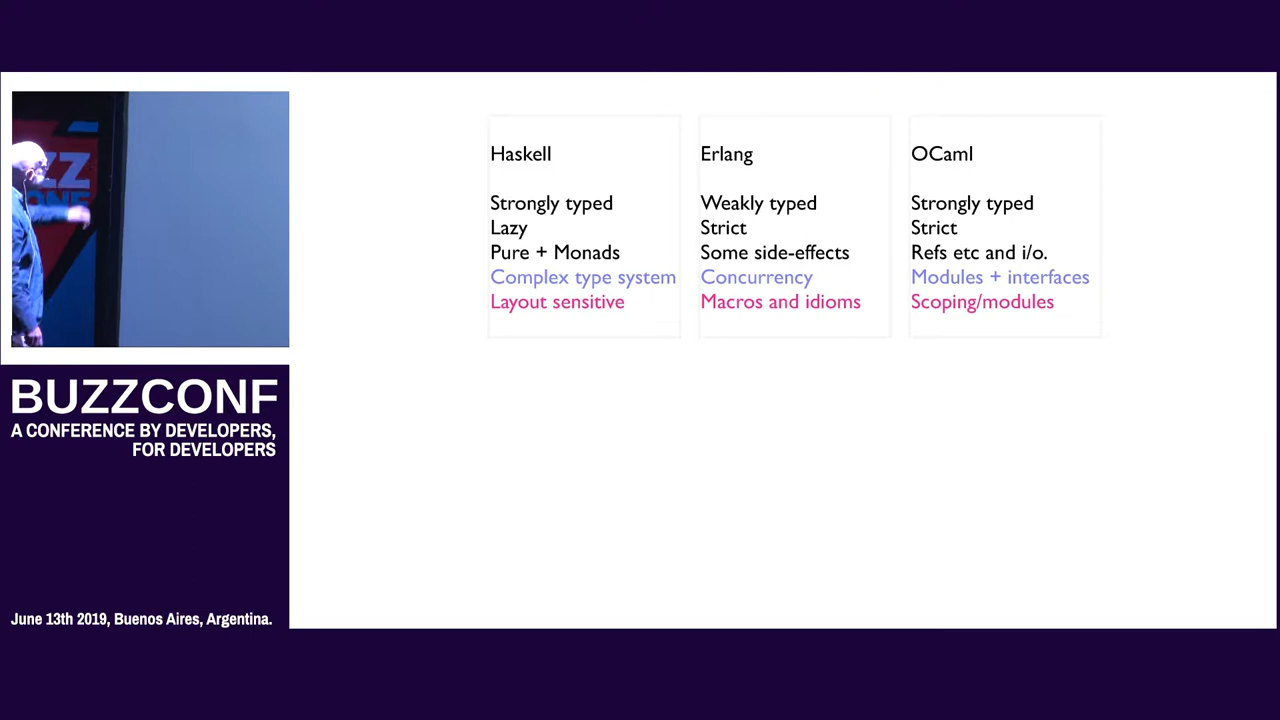 Haskell
Strongly typed
Lazy
Pure + Monads
Complex type system
Layout sensitive
Erlang
Weakly typed
Strict
Some side-effects
Concurrency
Macros and idioms
OCaml
Strongly typed
Strict
Refs etc and i/o.
Modules + interfaces
Scoping/modules
ZZ
BUZZCONF
A CONFERENCE BY DEVELOPERS,
FOR DEVELOPERS
June 13th 2019, Buenos Aires, Argentina.